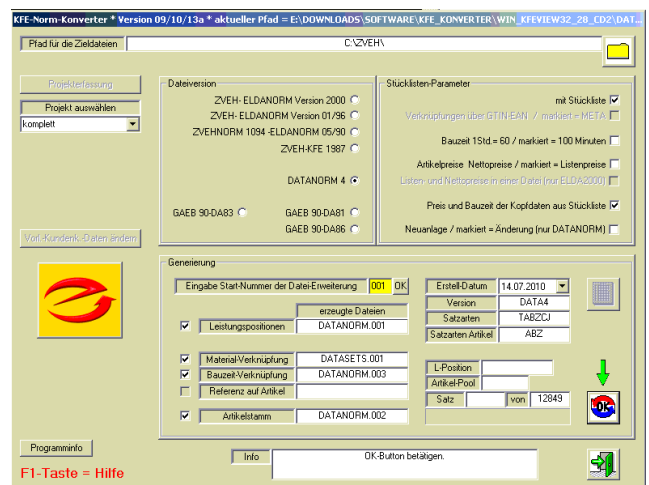 KFE-Norm-Konverter * Version 09/10/13a * aktueller Pfad = E:\DOWNLOADS\SOFTWARE\KFE_KONVERTER\WIN_KFEVIEW32_28_CD2\DAT...
Pfad für die Zieldateien
C:\ZVEH\
Projekterfassung
Projekt auswählen
komplett
Vorl.-Kundenk.-Daten ändern
Dateiversion
ZVEH- ELDANORM Version 2000
ZVEH- ELDANORM Version 01/96
ZVEHNORM 1094 -ELDANORM 05/90
ZVEH-KFE 1987
DATANORM 4
GAEB 90-DA83
GAEB 90-DA81
GAEB 90-DA86
Stücklisten-Parameter
mit Stückliste
Verknüpfungen über GTIN-EAN / markiert = META
Bauzeit 1Std.= 60 / markiert = 100 Minuten
Artikelpreise Nettopreise / markiert = Listenpreise
Listen- und Nettopreise in einer Datei (nur ELDA2000)
Preis und Bauzeit der Kopfdaten aus Stückliste
Neuanlage / markiert = Änderung (nur DATANORM)
Generierung
Eingabe Start-Nummer der Datei-Erweiterung 001 OK
erzeugte Dateien
Leistungspositionen DATANORM.001
Material-Verknüpfung DATASETS.001
Bauzeit-Verknüpfung DATANORM.003
Referenz auf Artikel
Artikelstamm DATANORM.002
Erstell-Datum 14.07.2010
Version DATA4
Satzarten TABZCJ
Satzarten Artikel ABZ
L-Position
Artikel-Pool
Satz von 12849
OK
Programminfo
F1-Taste = Hilfe
Info OK-Button betätigen.